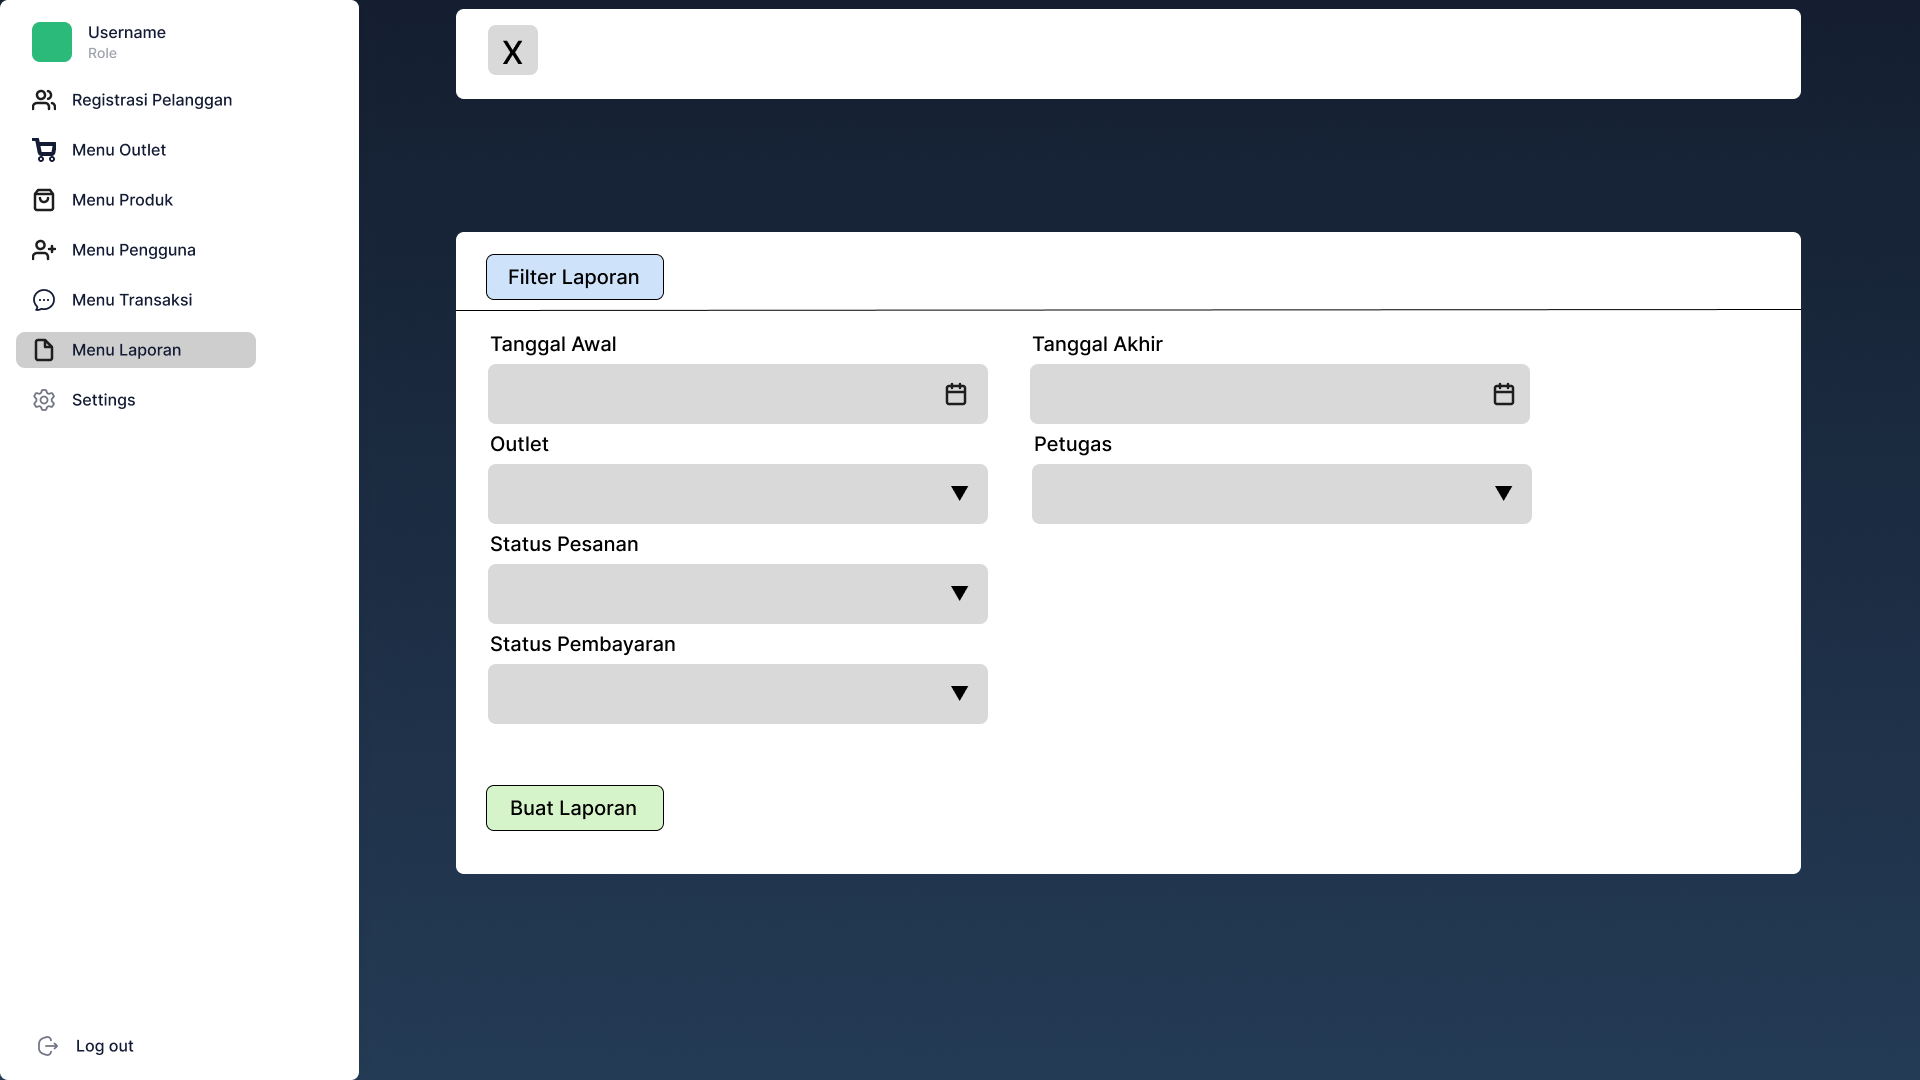 Username
Role
Registrasi Pelanggan
Menu Outlet
Menu Produk
Menu Pengguna
Menu Transaksi
Menu Laporan
Settings
Log out
X
Filter Laporan
Tanggal Awal
Tanggal Akhir
Outlet
Petugas
Status Pesanan
Status Pembayaran
Buat Laporan